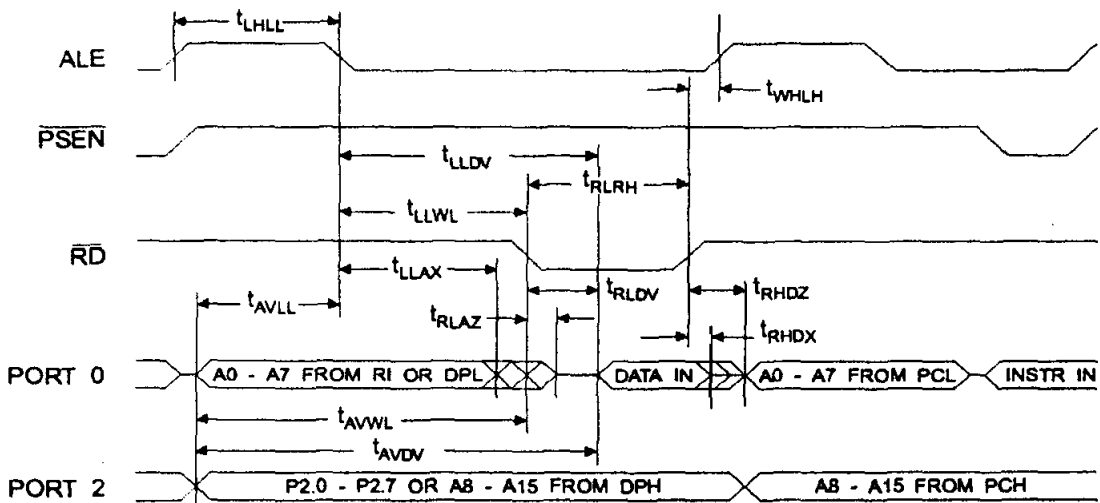 tLHLL
ALE
tWHLH
PSEN
tLLDV
tRLRH
tLLWL
RD
tLLAX
tRLDV
tRHDZ
tAVLL
tRLAZ
tRHDX
PORT 0
A0 - A7 FROM RI OR DPL
DATA IN
A0 - A7 FROM PCL
INSTR IN
tAVWL
tAVDV
PORT 2
P2.0 - P2.7 OR A8 - A15 FROM DPH
A8 - A15 FROM PCH